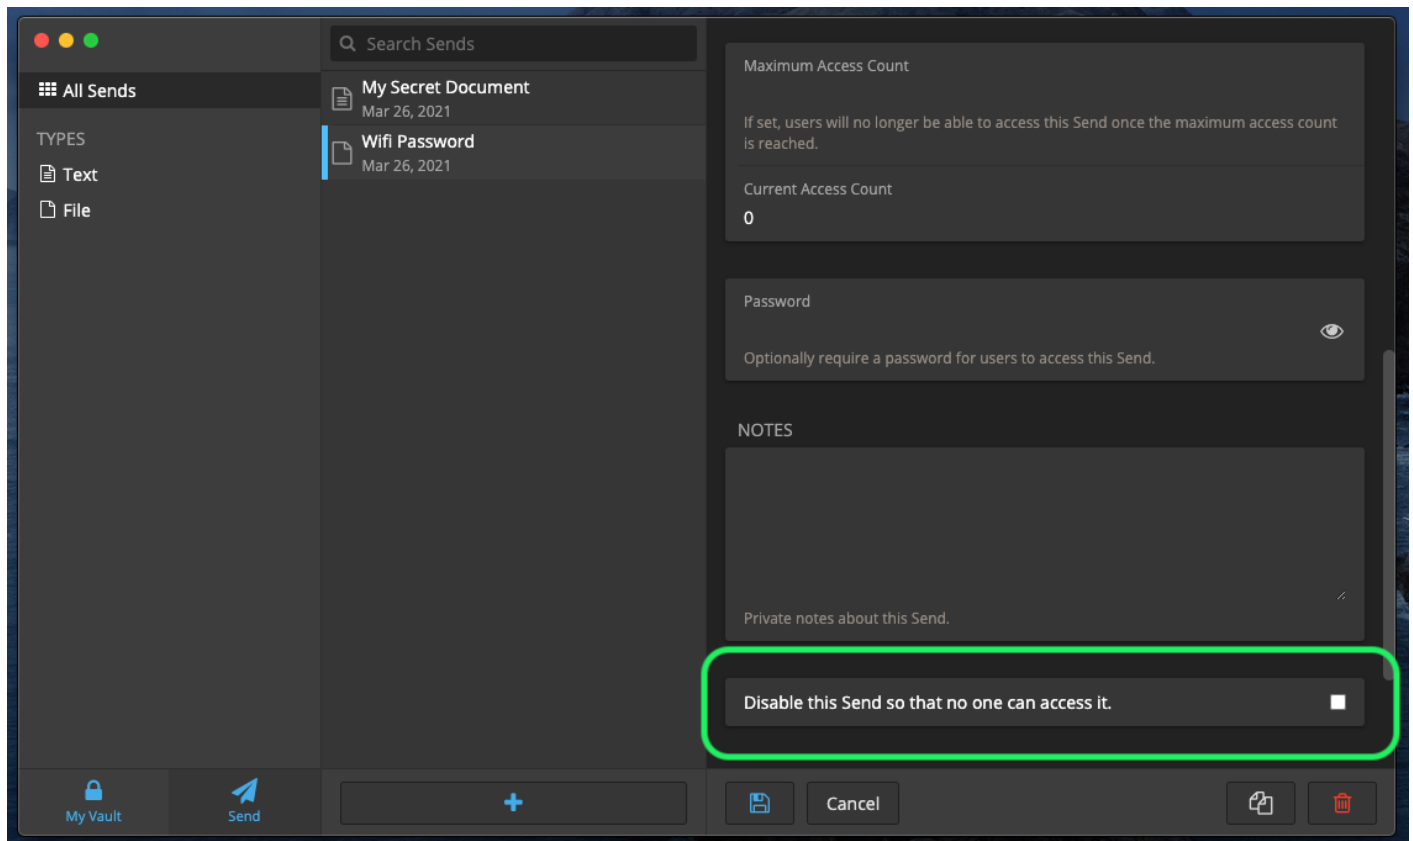 All Sends
TYPES
Text
File
My Vault
Send
Search Sends
My Secret Document
Mar 26, 2021
Wifi Password
Mar 26, 2021
Maximum Access Count
If set, users will no longer be able to access this Send once the maximum access count
is reached.
Current Access Count
0
Password
Optionally require a password for users to access this Send.
NOTES
Private notes about this Send.
Disable this Send so that no one can access it.
Cancel